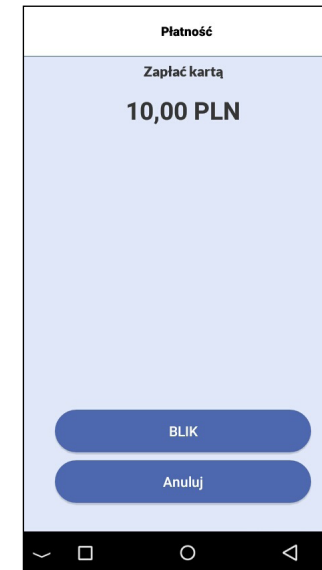 Płatność
Zapłać kartą
10,00 PLN
BLIK
Anuluj